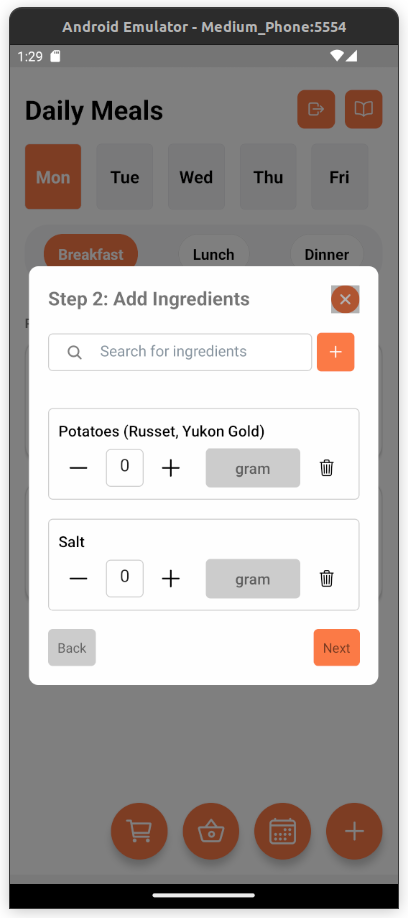 Android Emulator - Medium_Phone:5554
1:29
Daily Meals
Mon Tue Wed Thu Fri
Breakfast Lunch Dinner
Step 2: Add Ingredients
Search for ingredients
Potatoes (Russet, Yukon Gold)
0 gram
Salt
0 gram
Back Next